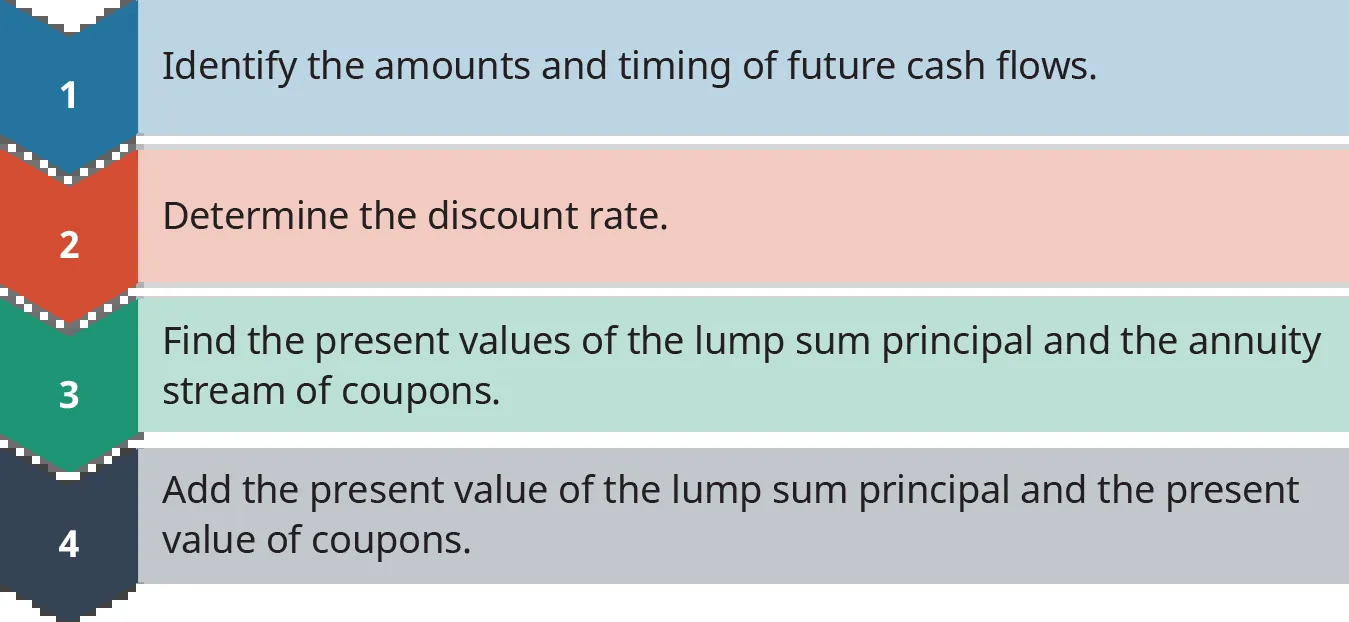 1
Identify the amounts and timing of future cash flows.
2
Determine the discount rate.
3
Find the present values of the lump sum principal and the annuity
stream of coupons.
4
Add the present value of the lump sum principal and the present
value of coupons.